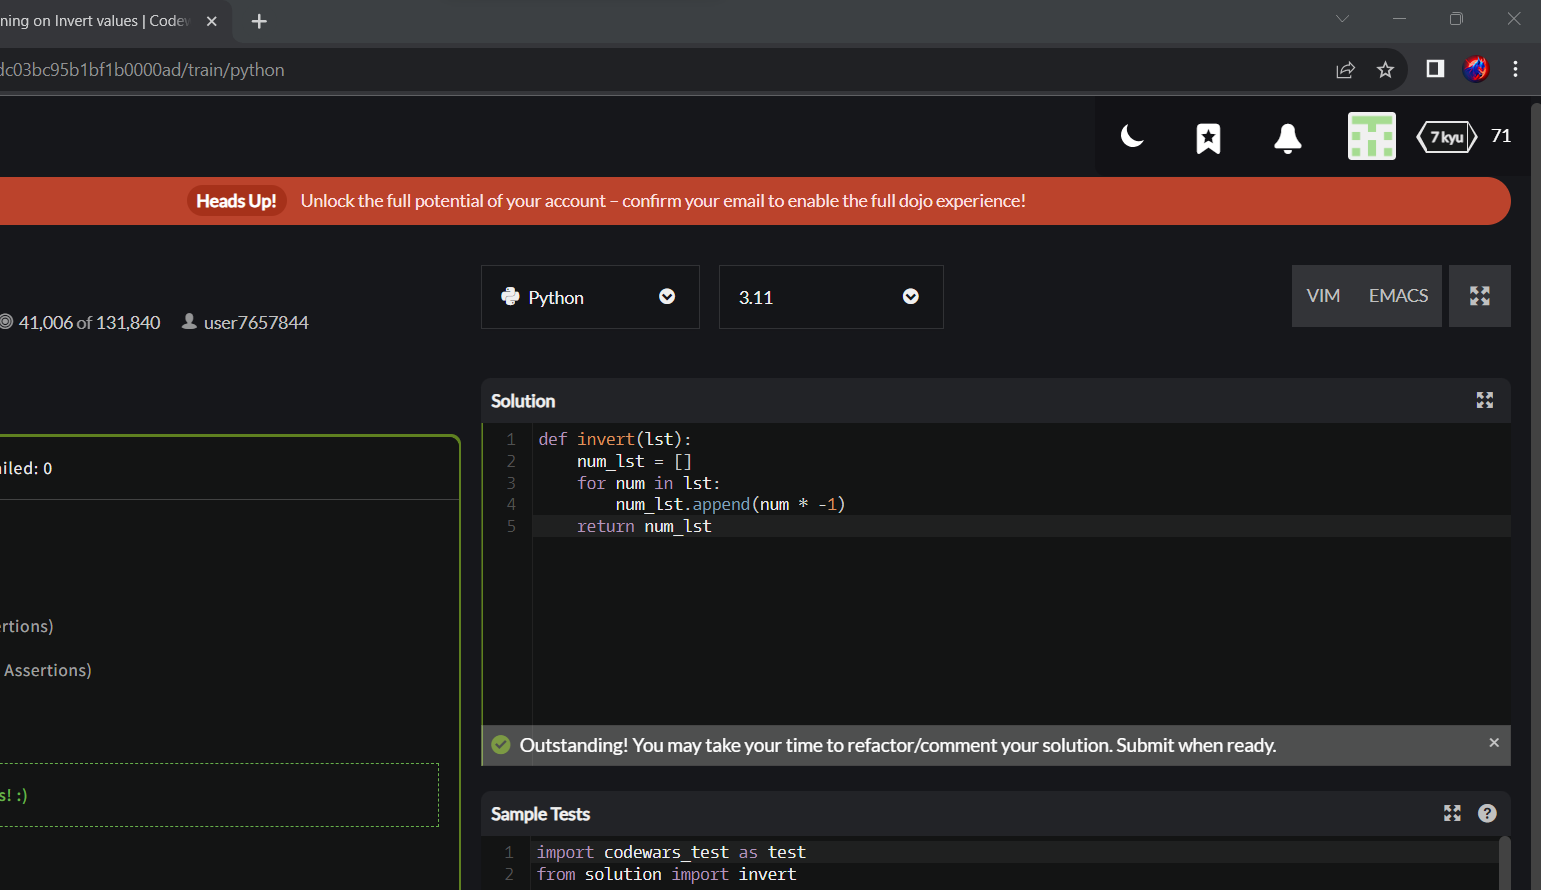 ning on Invert values | Codew
dc03bc95b1bf1b0000ad/train/python
7 kyu 71
Heads Up! Unlock the full potential of your account – confirm your email to enable the full dojo experience!
Python 3.11 VIM EMACS
41,006 of 131,840 user7657844
Solution
1 def invert(lst):
2 num_lst = []
3 for num in lst:
4 num_lst.append(num * -1)
5 return num_lst
iled: 0
rtions)
Assertions)
Outstanding! You may take your time to refactor/comment your solution. Submit when ready.
s! :)
Sample Tests
1 import codewars_test as test
2 from solution import invert